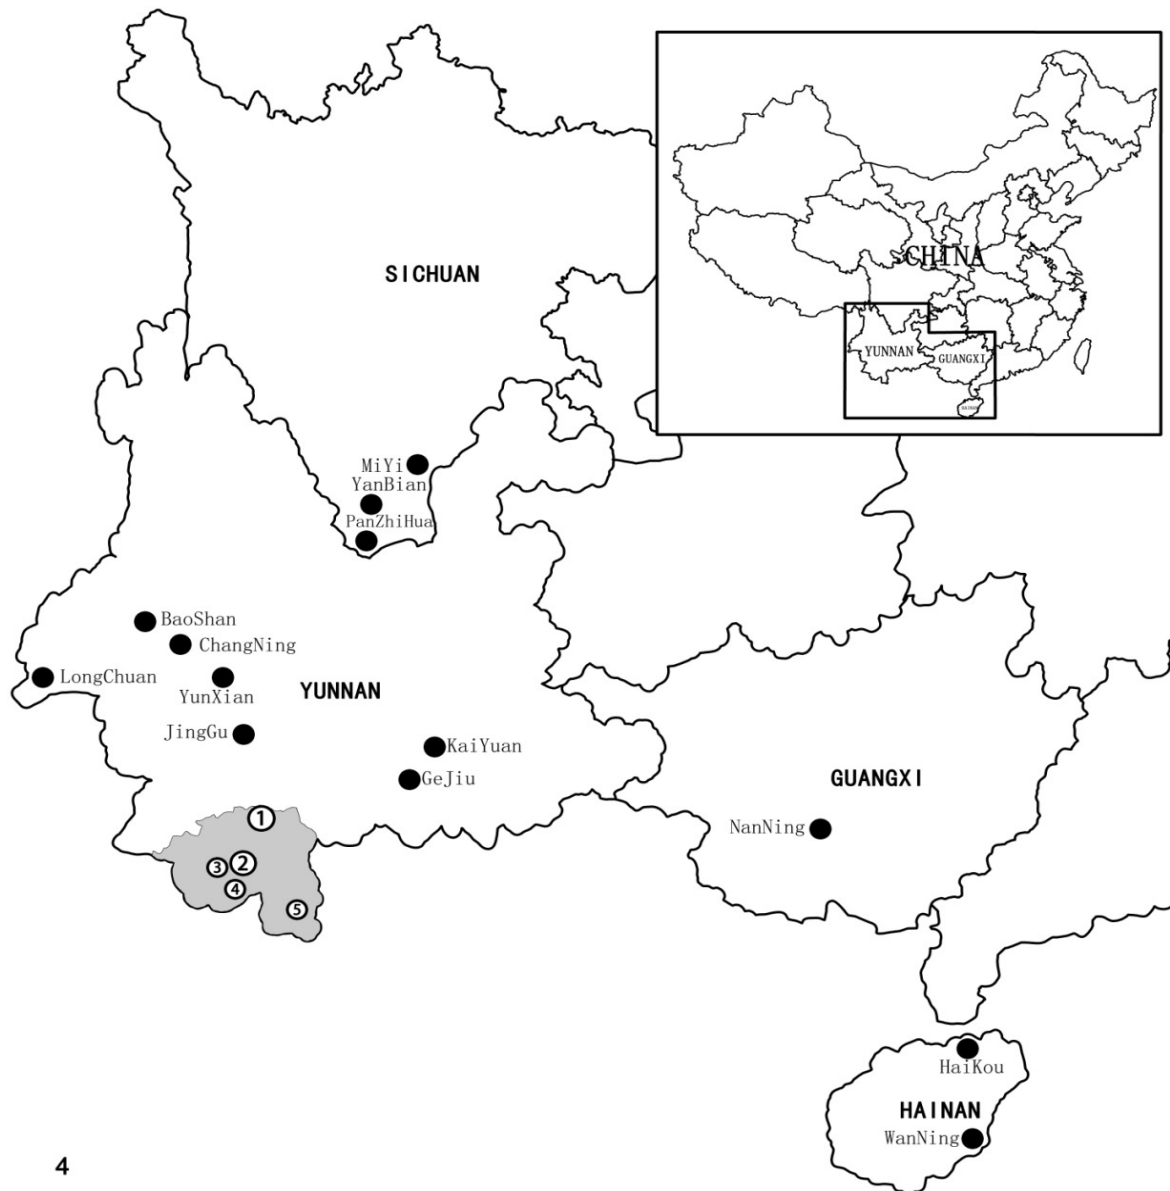 CHINA
SICHUAN
YUNNAN
GUANGXI
HAINAN
MiYi
YanBian
PanZhiHua
BaoShan
ChangNing
LongChuan
YunXian
YUNNAN
JingGu
KaiYuan
GeJiu
GUANGXI
NanNing
1
2
3
4
5
HaiKou
HAINAN
WanNing
4